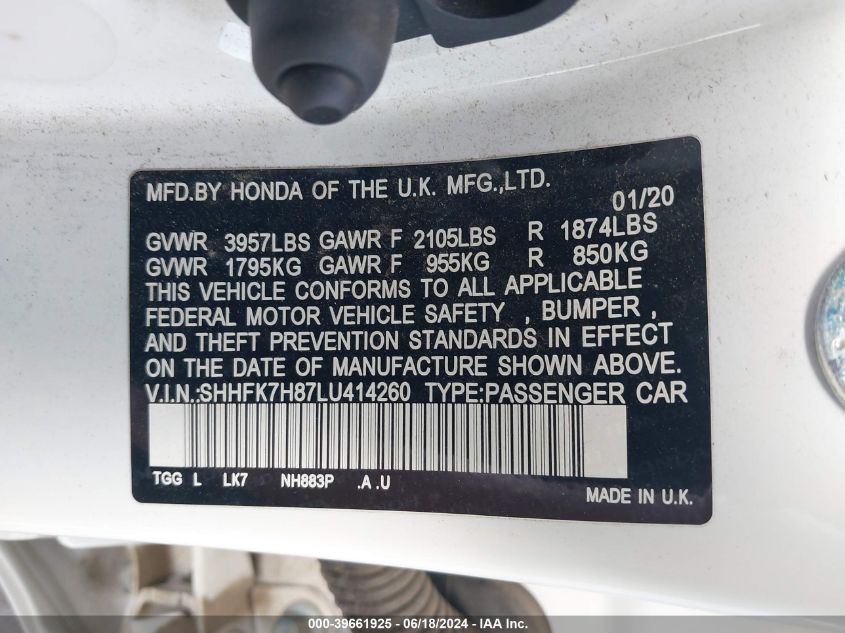 MFD.BY HONDA OF THE U.K. MFG.,LTD.
01/20
GVWR 3957LBS GAWR F 2105LBS R 1874LBS
GVWR 1795KG GAWR F 955KG R 850KG
THIS VEHICLE CONFORMS TO ALL APPLICABLE
FEDERAL MOTOR VEHICLE SAFETY , BUMPER ,
AND THEFT PREVENTION STANDARDS IN EFFECT
ON THE DATE OF MANUFACTURE SHOWN ABOVE.
V.I.N.:SHHFK7H87LU414260 TYPE:PASSENGER CAR
TGG L LK7 NH883P .A .U
MADE IN U.K.
000-39661925 - 06/18/2024 - IAA Inc.